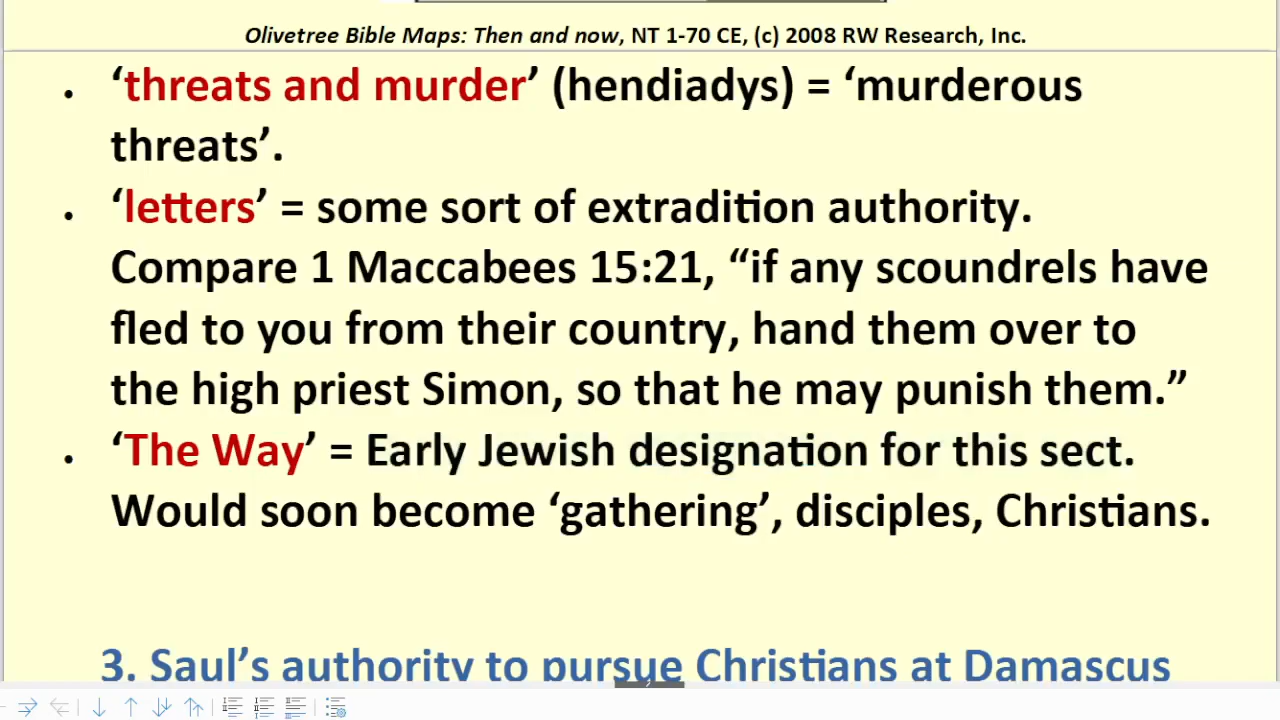 Olivetree Bible Maps: Then and now, NT 1-70 CE, (c) 2008 RW Research, Inc.
• ‘threats and murder’ (hendiadys) = ‘murderous
threats’.
• ‘letters’ = some sort of extradition authority.
Compare 1 Maccabees 15:21, “if any scoundrels have
fled to you from their country, hand them over to
the high priest Simon, so that he may punish them.”
• ‘The Way’ = Early Jewish designation for this sect.
Would soon become ‘gathering’, disciples, Christians.
3. Saul’s authority to pursue Christians at Damascus